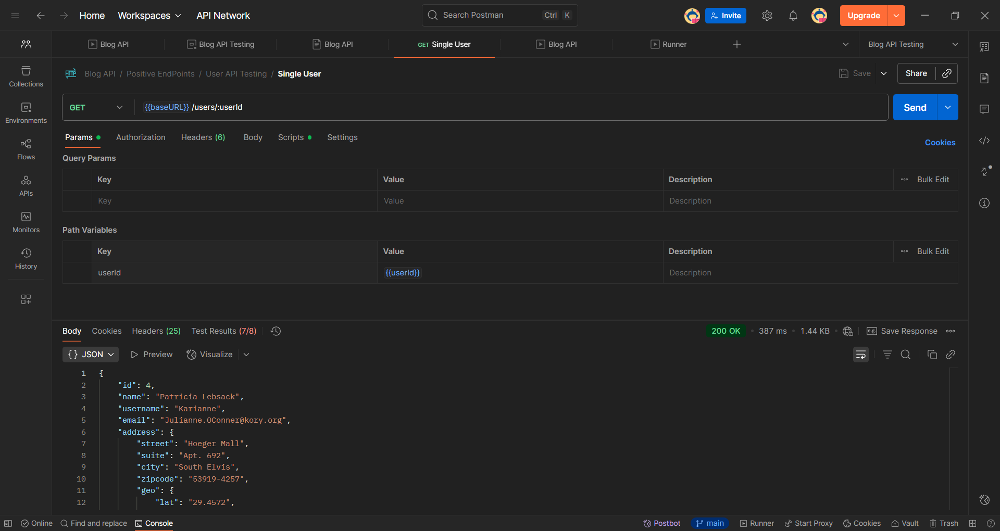 Home Workspaces API Network Search Postman Ctrl K Invite Upgrade
Blog API Blog API Testing Blog API GET Single User Blog API Runner Blog API Testing
HTTP Blog API / Positive EndPoints / User API Testing / Single User Save Share
GET {{baseURL}} /users/:userId Send
Params Authorization Headers (6) Body Scripts Settings Cookies
Query Params
Key Value Description Bulk Edit
Key Value Description
Path Variables
Key Value Description Bulk Edit
userId {{userId}} Description
Collections
Environments
Flows
APIs
Monitors
History
Body Cookies Headers (25) Test Results (7/8) 200 OK 387 ms 1.44 KB e.g. Save Response
{} JSON Preview Visualize
1 {
2 "id": 4,
3 "name": "Patricia Lebsack",
4 "username": "Karianne",
5 "email": "Julianne.OConner@kory.org",
6 "address": {
7 "street": "Hoeger Mall",
8 "suite": "Apt. 692",
9 "city": "South Elvis",
10 "zipcode": "53919-4257",
11 "geo": {
12 "lat": "29.4572",
Online Find and replace Console Postbot main Runner Start Proxy Cookies Vault Trash